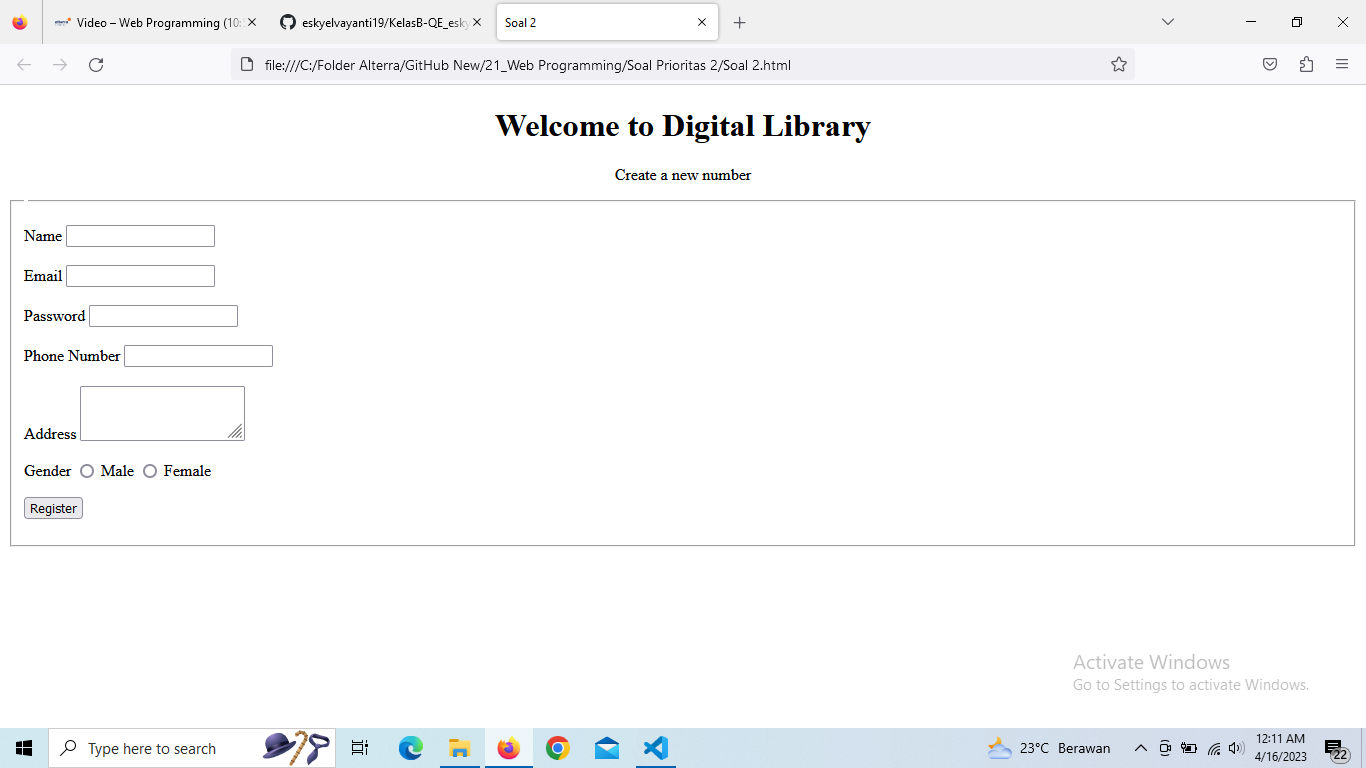 Video – Web Programming (10:
eskyelvayanti19/KelasB-QE_esky
Soal 2
file:///C:/Folder Alterra/GitHub New/21_Web Programming/Soal Prioritas 2/Soal 2.html
Welcome to Digital Library
Create a new number
Name
Email
Password
Phone Number
Address
Gender Male Female
Register
Activate Windows
Go to Settings to activate Windows.
Type here to search
23°C Berawan
12:11 AM
4/16/2023
22